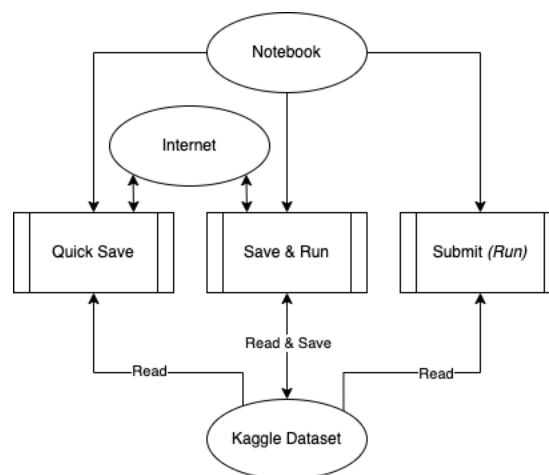 Notebook
Internet
Quick Save
Save & Run
Submit (Run)
Read & Save
Read
Read
Kaggle Dataset